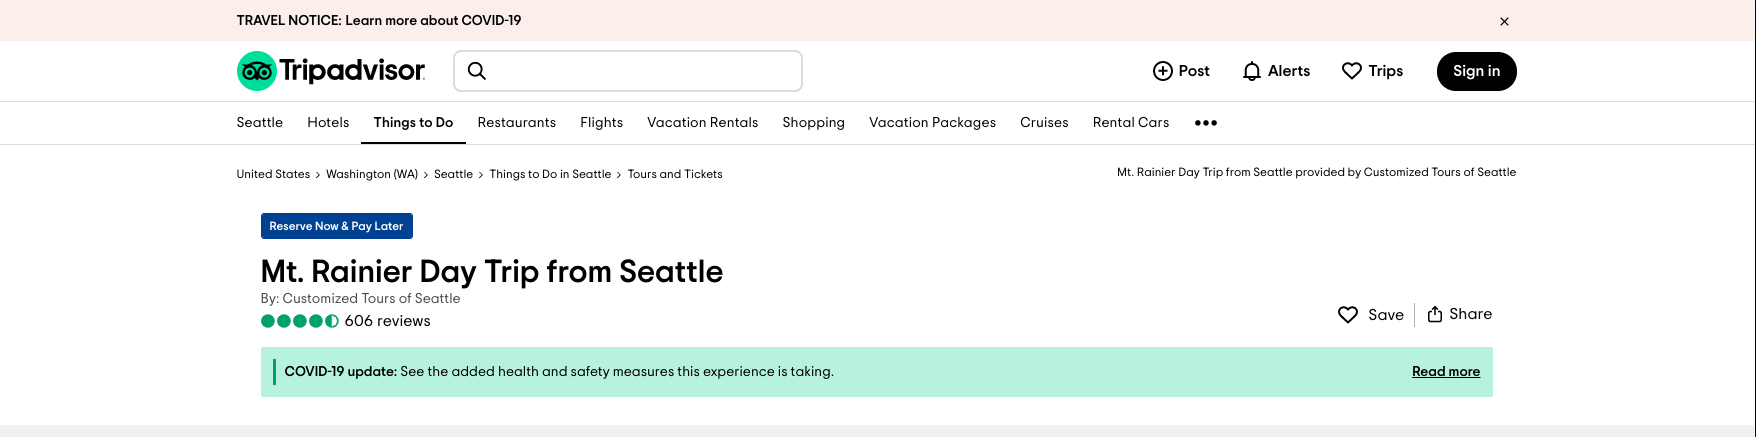 TRAVEL NOTICE: Learn more about COVID-19
Tripadvisor
Post Alerts Trips Sign in
Seattle Hotels Things to Do Restaurants Flights Vacation Rentals Shopping Vacation Packages Cruises Rental Cars •••
United States › Washington (WA) › Seattle › Things to Do in Seattle › Tours and Tickets
Mt. Rainier Day Trip from Seattle provided by Customized Tours of Seattle
Reserve Now & Pay Later
Mt. Rainier Day Trip from Seattle
By: Customized Tours of Seattle
606 reviews
Save Share
COVID-19 update: See the added health and safety measures this experience is taking. Read more